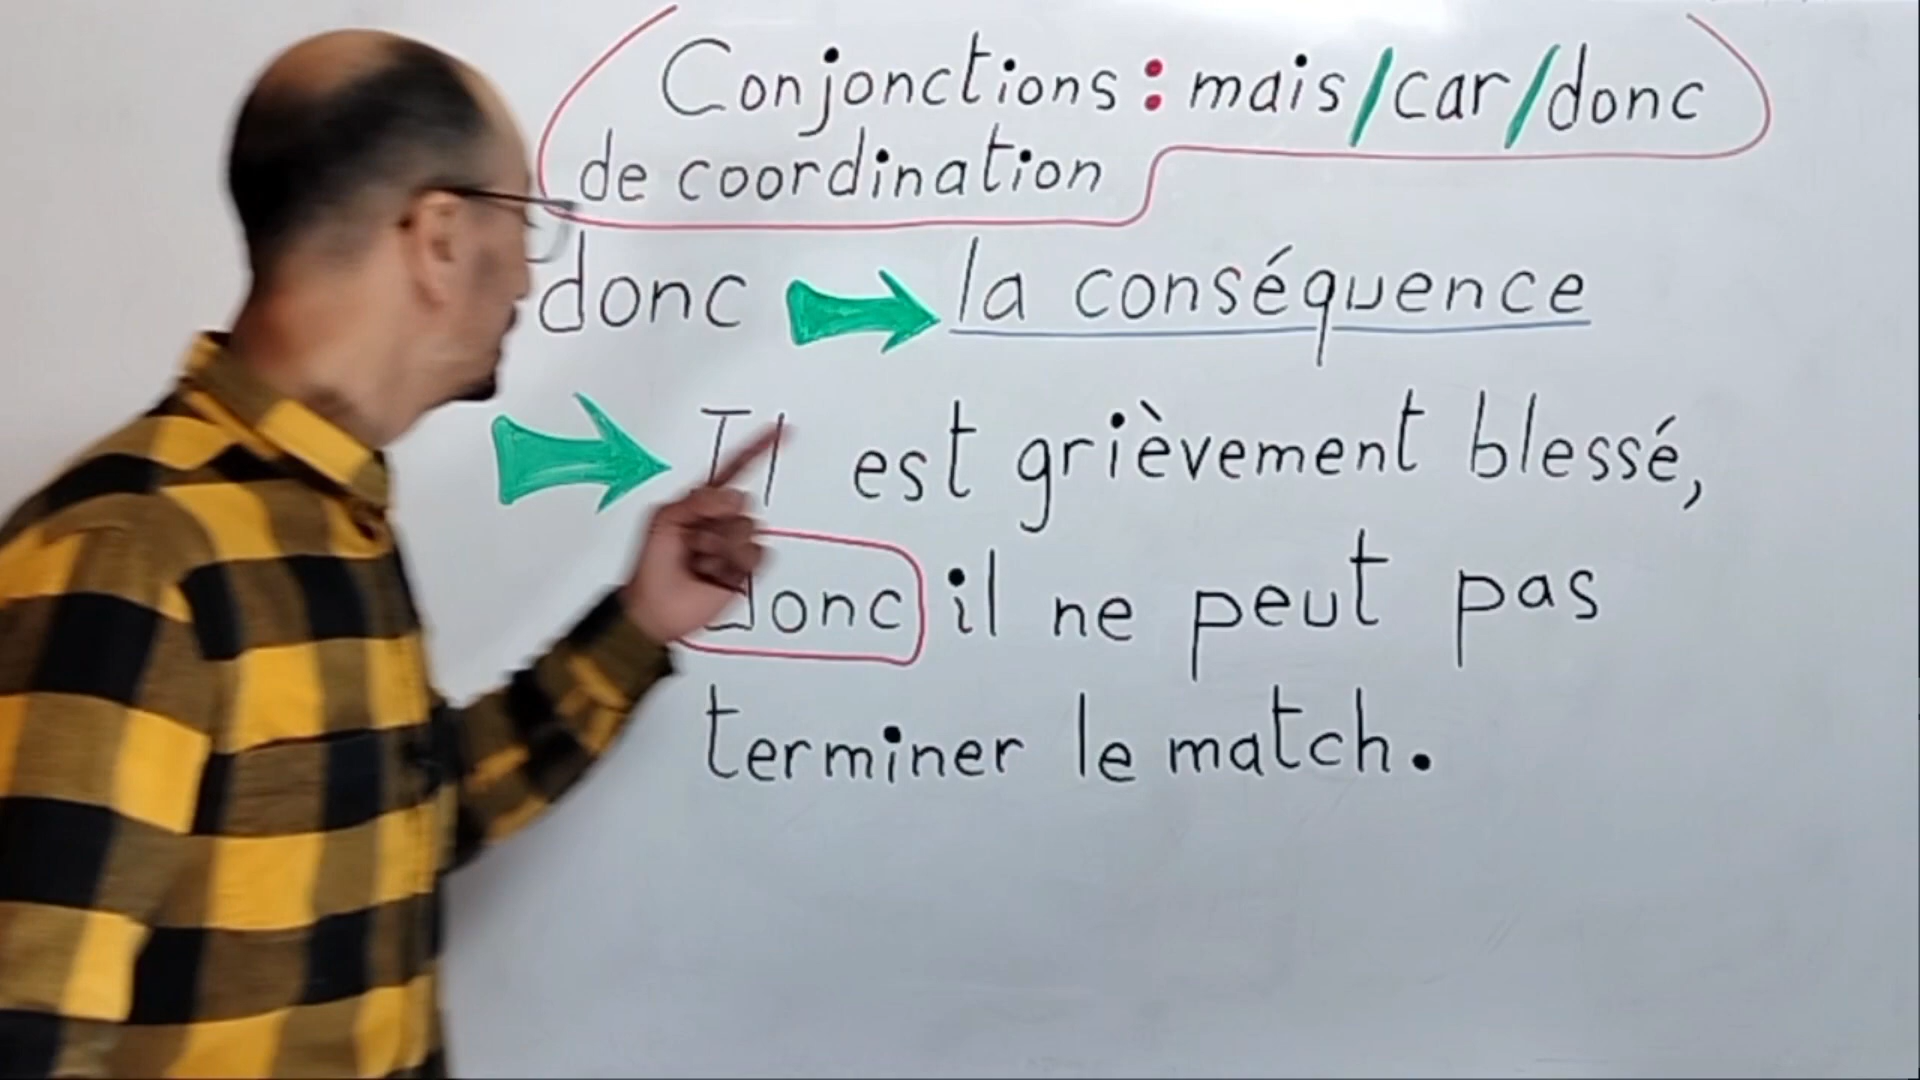 Conjonctions : mais/car/donc
de coordination
donc la conséquence
Il est grièvement blessé,
donc il ne peut pas
terminer le match.